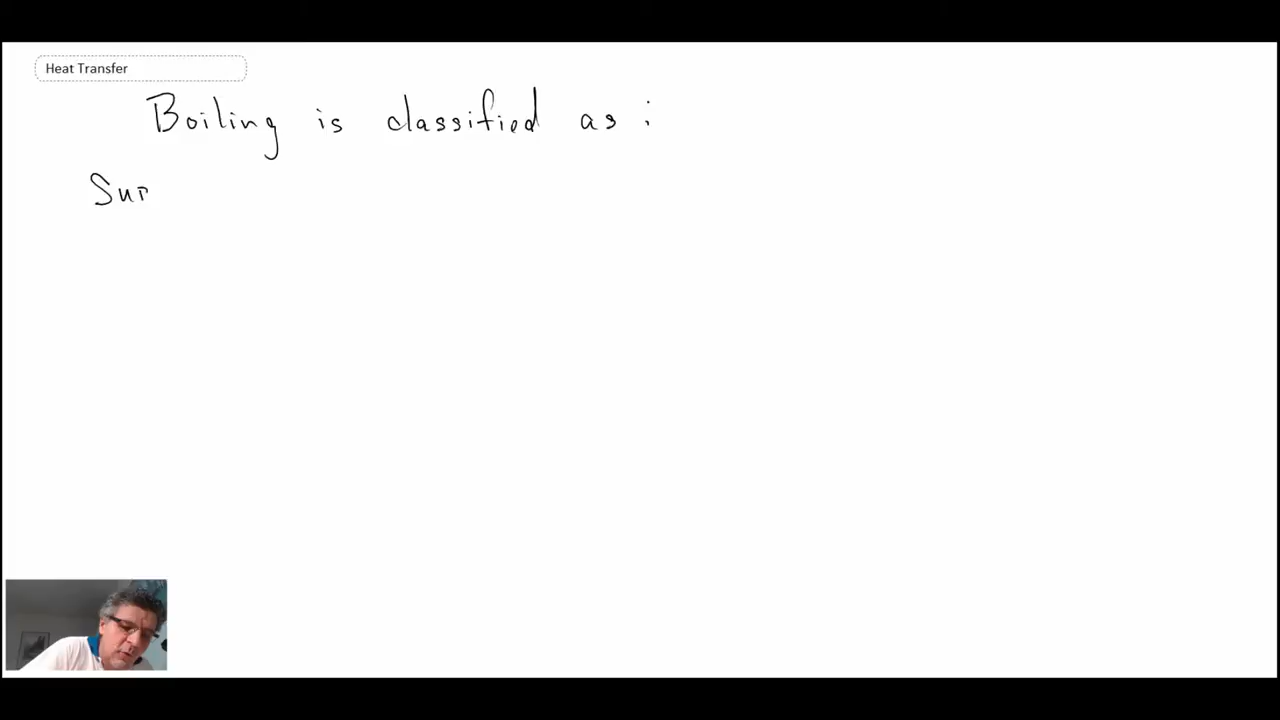 Heat Transfer
Boiling is classified as :
Sur